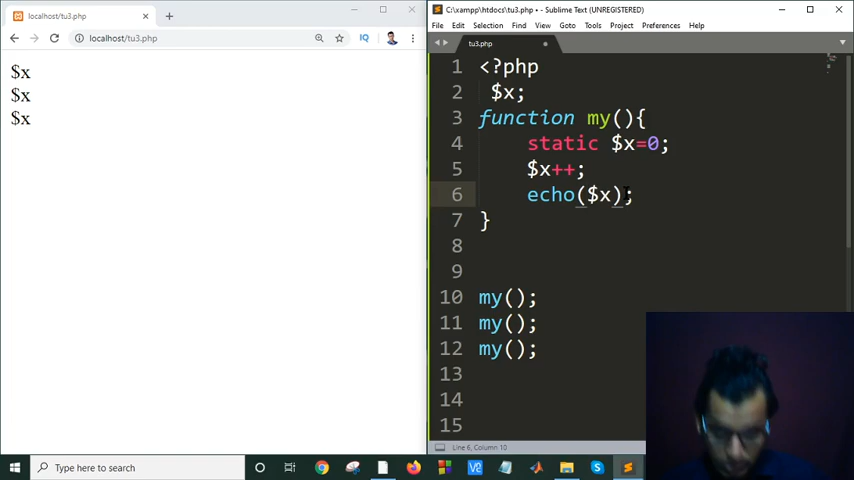 localhost/tu3.php
localhost/tu3.php
IQ
$x
$x
$x
C:\xampp\htdocs\tu3.php • - Sublime Text (UNREGISTERED)
File Edit Selection Find View Goto Tools Project Preferences Help
tu3.php
1 <?php
2 $x;
3 function my(){
4 static $x=0;
5 $x++;
6 echo($x);
7 }
8
9
10 my();
11 my();
12 my();
13
14
15
Line 6, Column 10
Type here to search